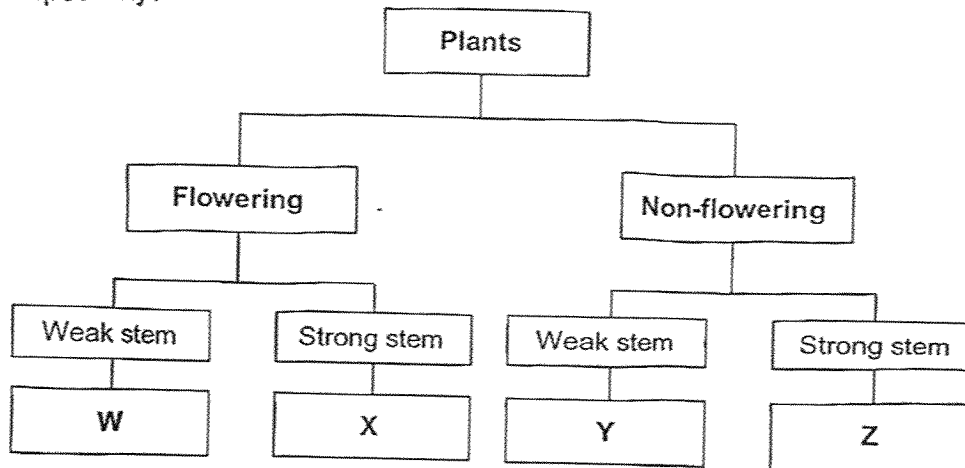 Plants
Flowering
Non-flowering
Weak stem
Strong stem
Weak stem
Strong stem
W
X
Y
Z